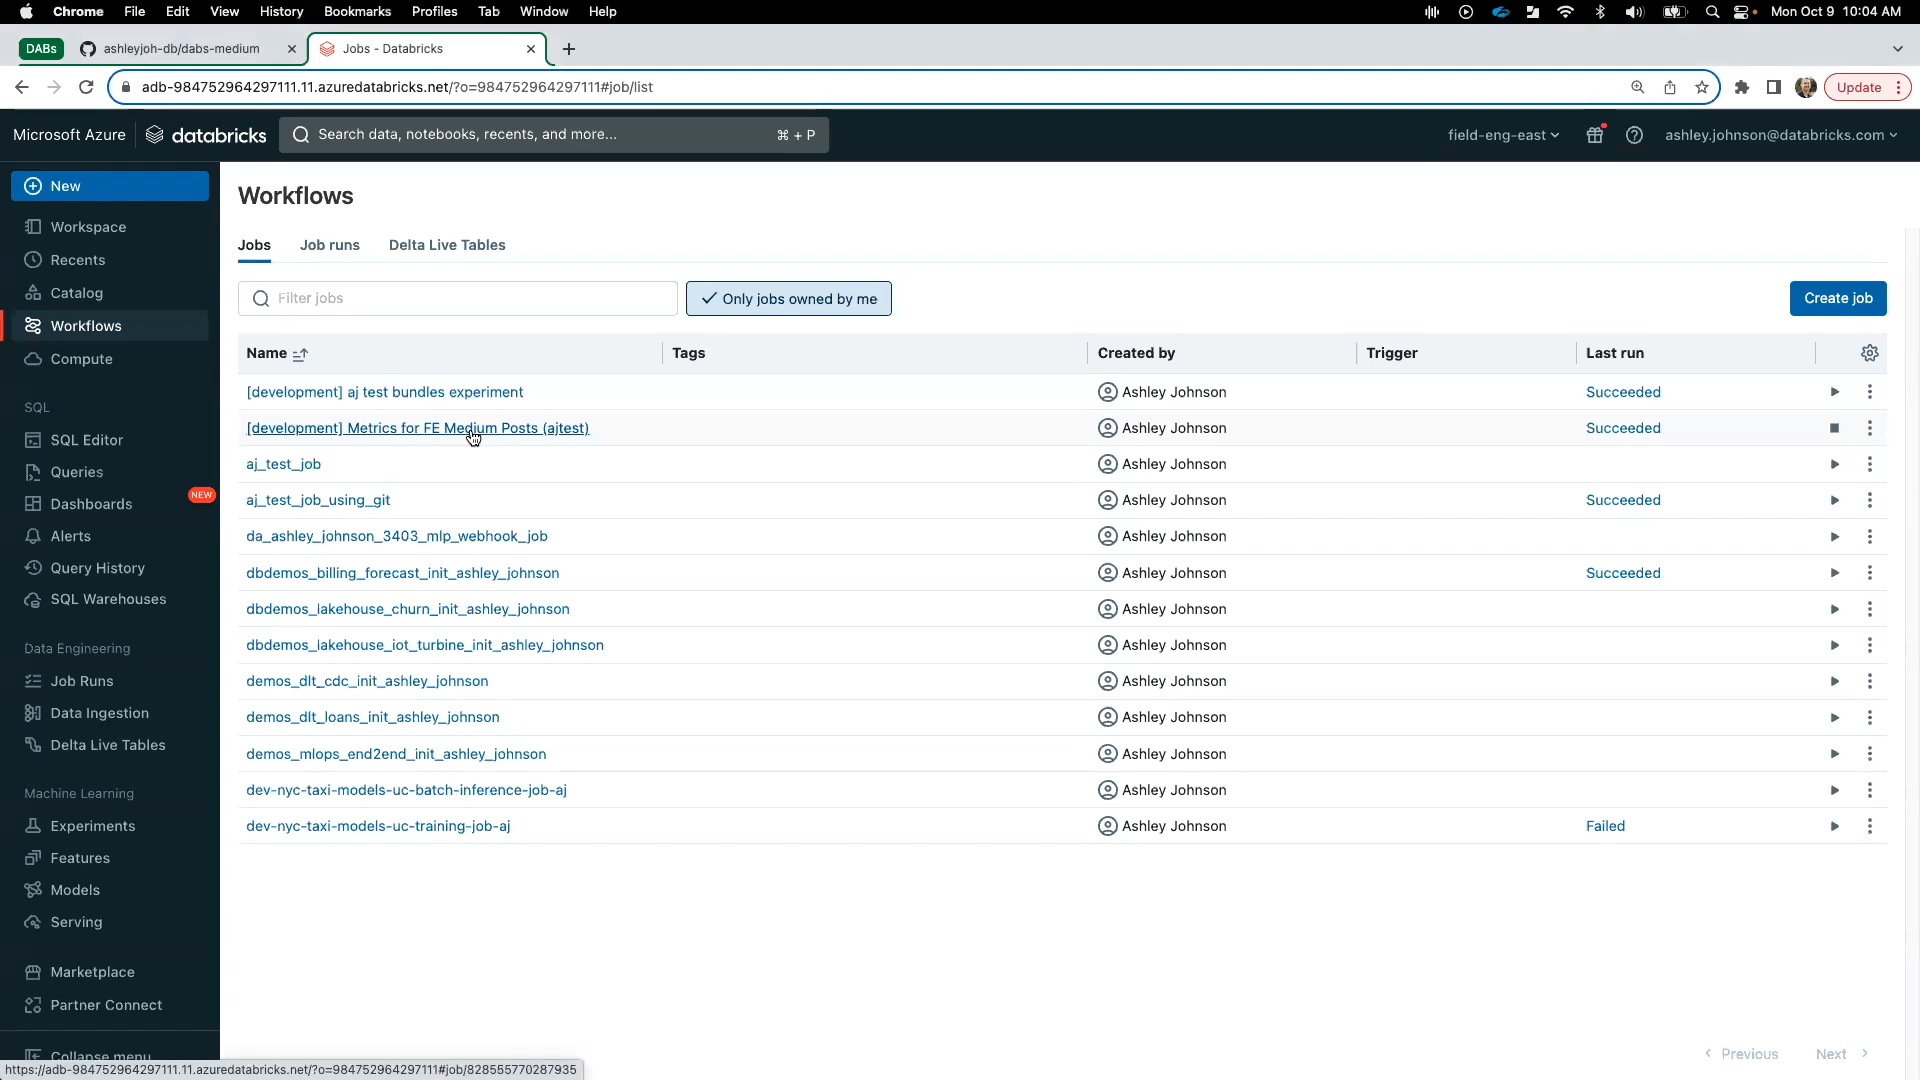 Chrome File Edit View History Bookmarks Profiles Tab Window Help Mon Oct 9 10:04 AM
DABs ashleyjoh-db/dabs-medium Jobs - Databricks
adb-984752964297111.11.azuredatabricks.net/?o=984752964297111#job/list Update
Microsoft Azure databricks Search data, notebooks, recents, and more... ⌘ + P field-eng-east ashley.johnson@databricks.com
New
Workspace
Recents
Catalog
Workflows
Compute
SQL
SQL Editor
Queries
Dashboards NEW
Alerts
Query History
SQL Warehouses
Data Engineering
Job Runs
Data Ingestion
Delta Live Tables
Machine Learning
Experiments
Features
Models
Serving
Marketplace
Partner Connect
Collapse menu
Workflows
Jobs Job runs Delta Live Tables
Filter jobs Only jobs owned by me Create job
Name Tags Created by Trigger Last run
[development] aj test bundles experiment Ashley Johnson Succeeded
[development] Metrics for FE Medium Posts (ajtest) Ashley Johnson Succeeded
aj_test_job Ashley Johnson
aj_test_job_using_git Ashley Johnson Succeeded
da_ashley_johnson_3403_mlp_webhook_job Ashley Johnson
dbdemos_billing_forecast_init_ashley_johnson Ashley Johnson Succeeded
dbdemos_lakehouse_churn_init_ashley_johnson Ashley Johnson
dbdemos_lakehouse_iot_turbine_init_ashley_johnson Ashley Johnson
demos_dlt_cdc_init_ashley_johnson Ashley Johnson
demos_dlt_loans_init_ashley_johnson Ashley Johnson
demos_mlops_end2end_init_ashley_johnson Ashley Johnson
dev-nyc-taxi-models-uc-batch-inference-job-aj Ashley Johnson
dev-nyc-taxi-models-uc-training-job-aj Ashley Johnson Failed
Previous Next
https://adb-984752964297111.11.azuredatabricks.net/?o=984752964297111#job/828555770287935